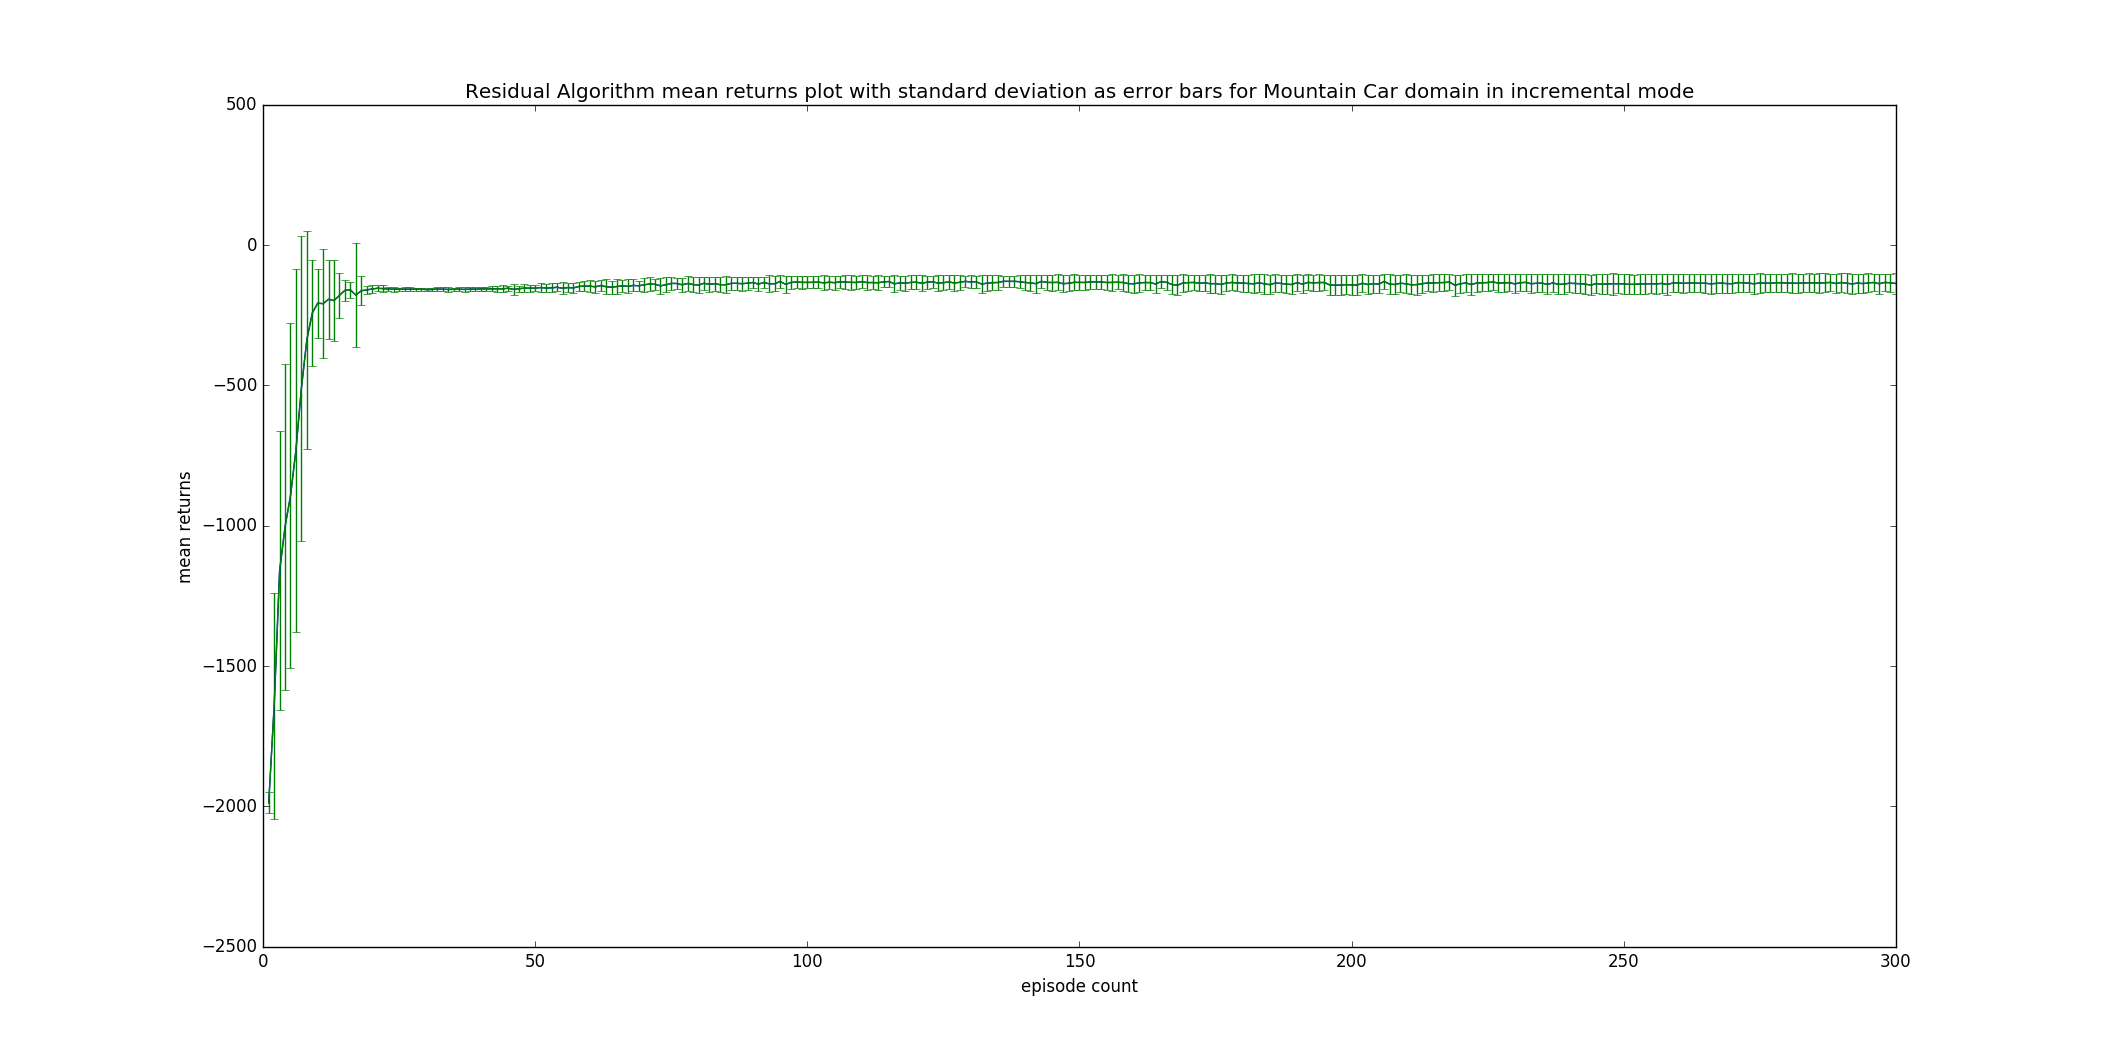 Residual Algorithm mean returns plot with standard deviation as error bars for Mountain Car domain in incremental mode
500
0
−500
−1000
−1500
−2000
−2500
mean returns
0 50 100 150 200 250 300
episode count